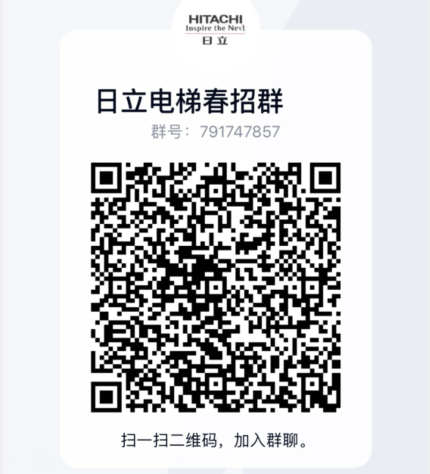 HITACHI
Inspire the Next
日立
日立电梯春招群
群号：791747857
扫一扫二维码，加入群聊。